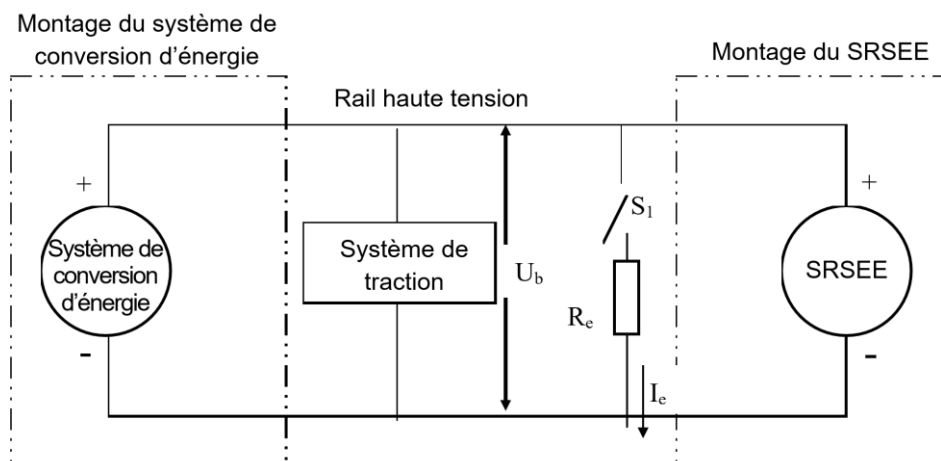 Montage du système de
conversion d'énergie
Montage du SRSEE
Rail haute tension
+
+
S1
Système de
conversion
d'énergie
Système de
traction
Ub
Re
SRSEE
-
-
Ie